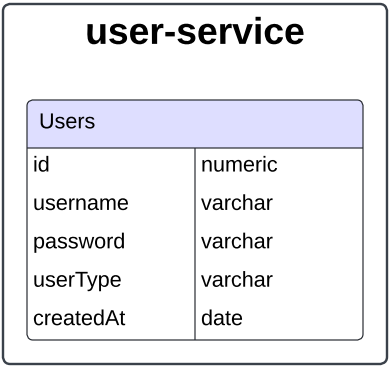 user-service
Users
id numeric
username varchar
password varchar
userType varchar
createdAt date